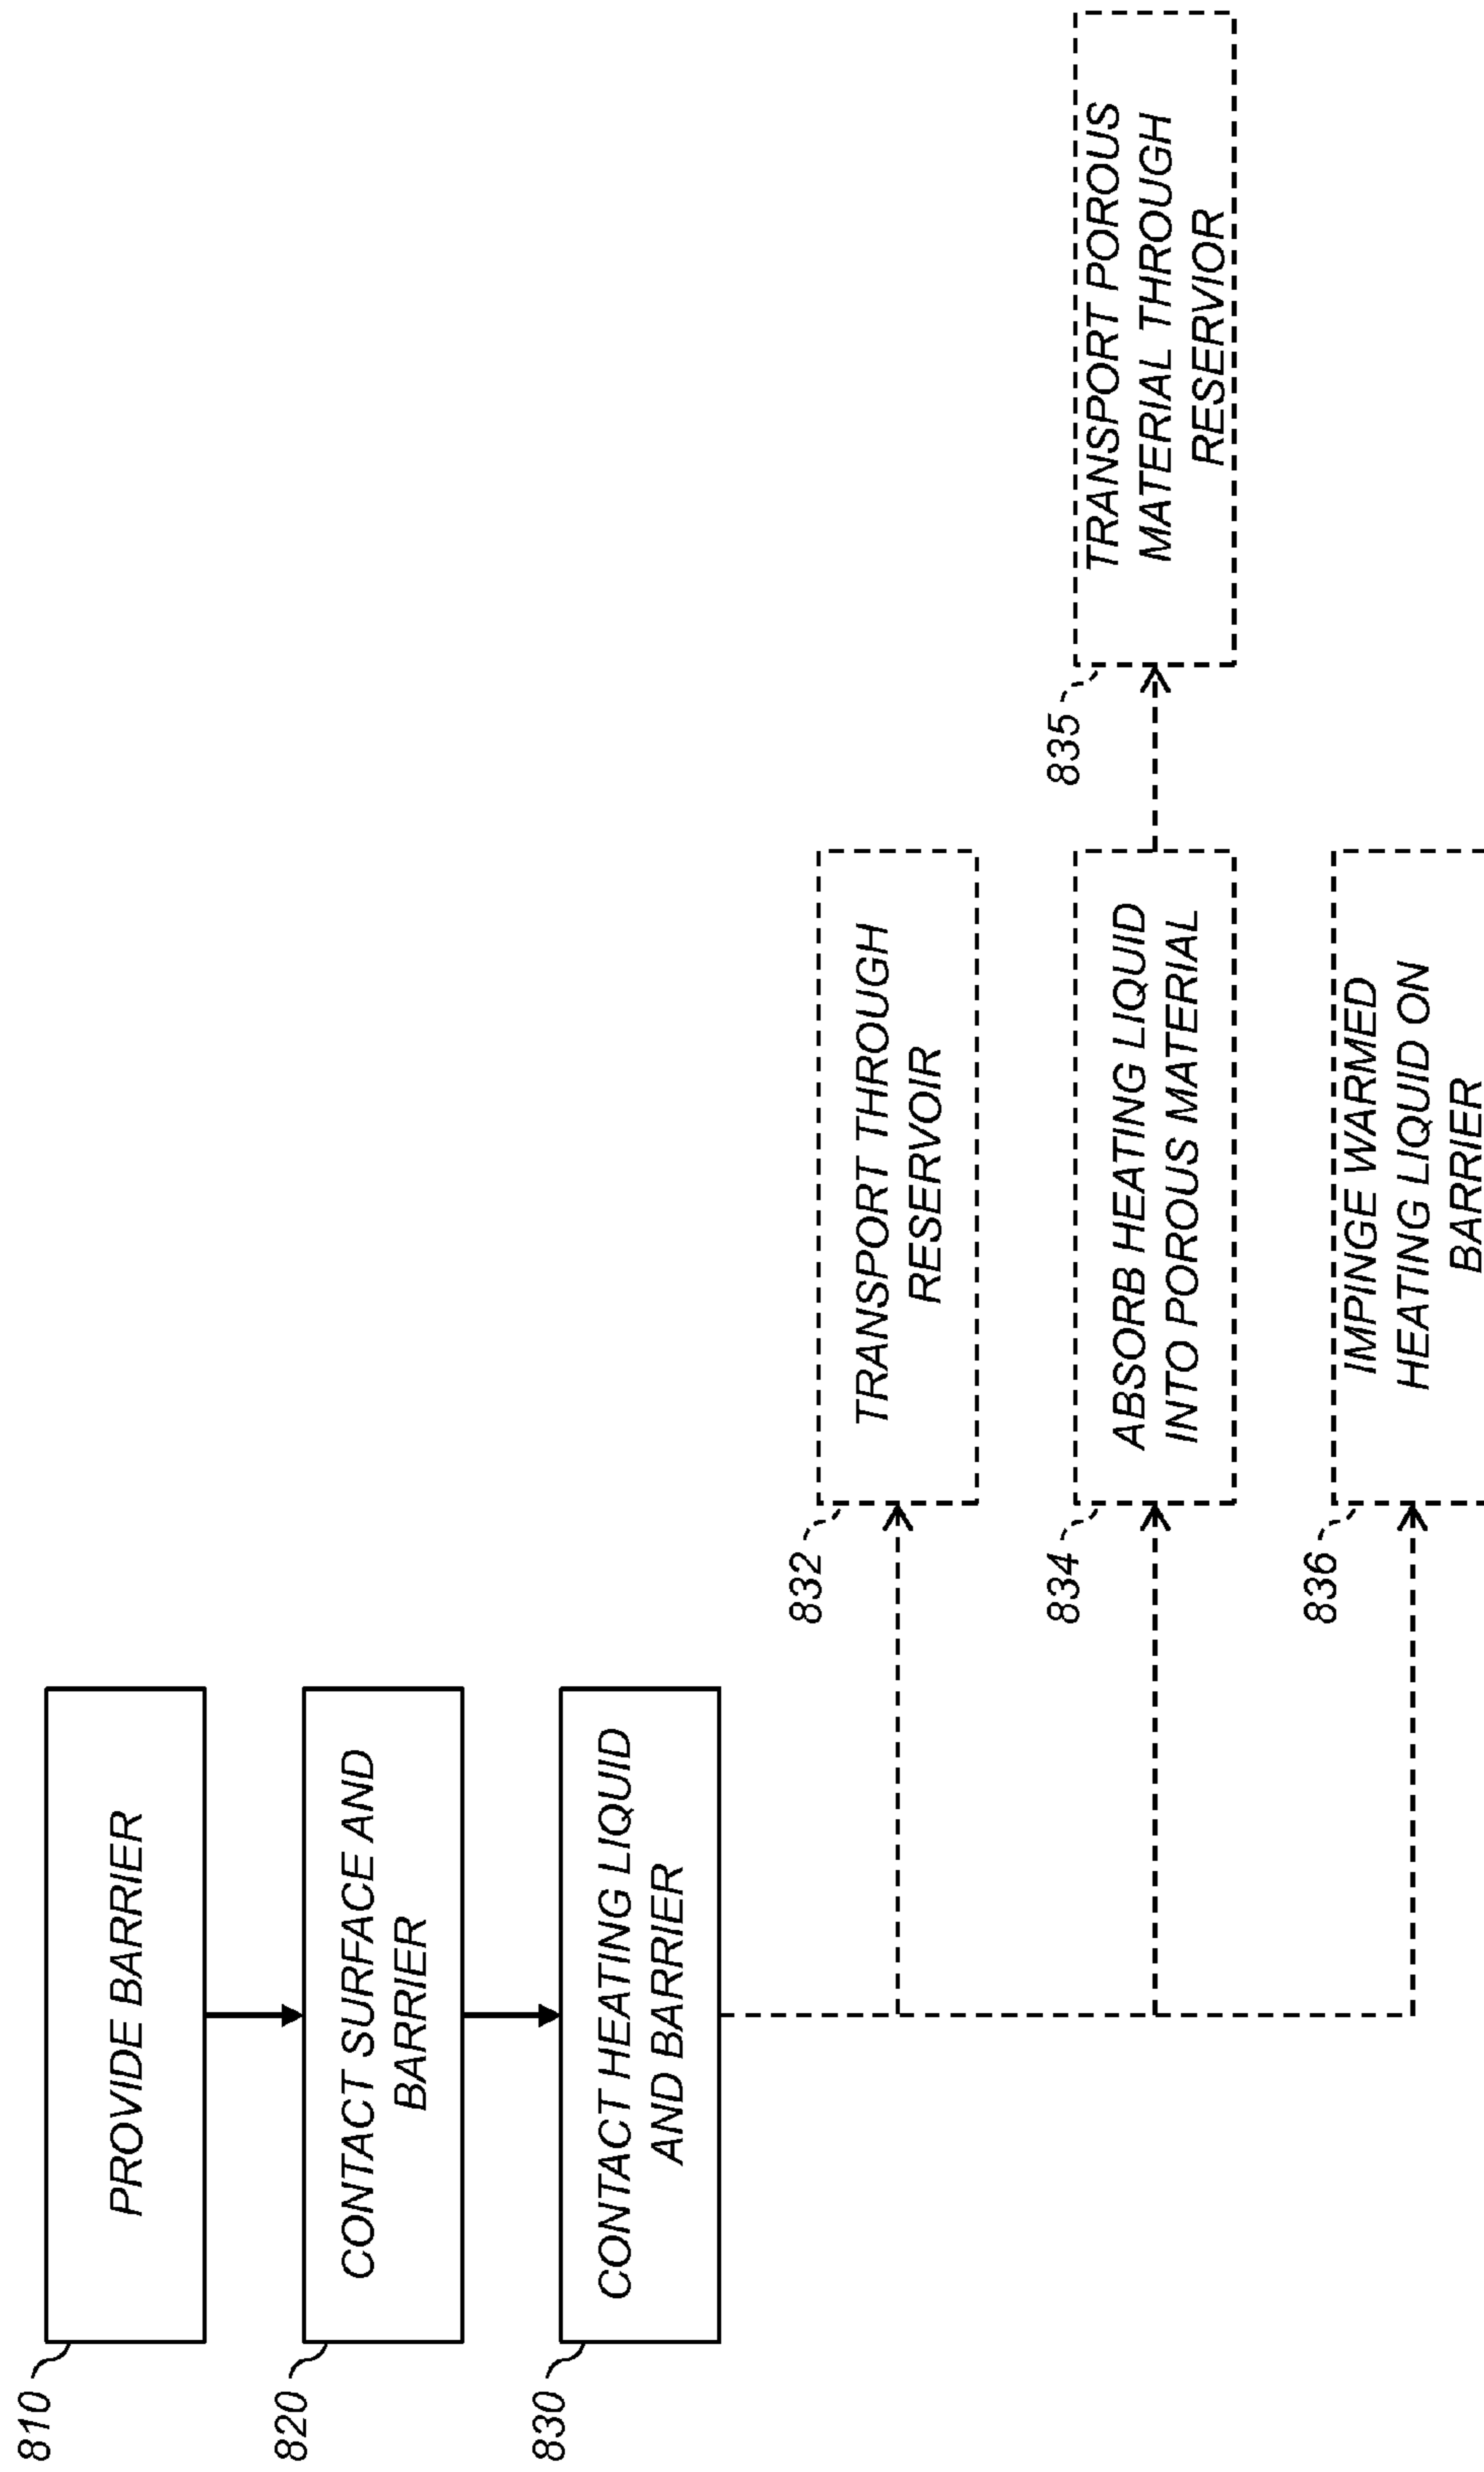 810
PROVIDE BARRIER
820
CONTACT SURFACE AND
BARRIER
830
CONTACT HEATING LIQUID
AND BARRIER
832
TRANSPORT THROUGH
RESERVOIR
834
ABSORB HEATING LIQUID
INTO POROUS MATERIAL
835
TRANSPORT POROUS
MATERIAL THROUGH
RESERVIOR
836
IMPINGE WARMED
HEATING LIQUID ON
BARRIER